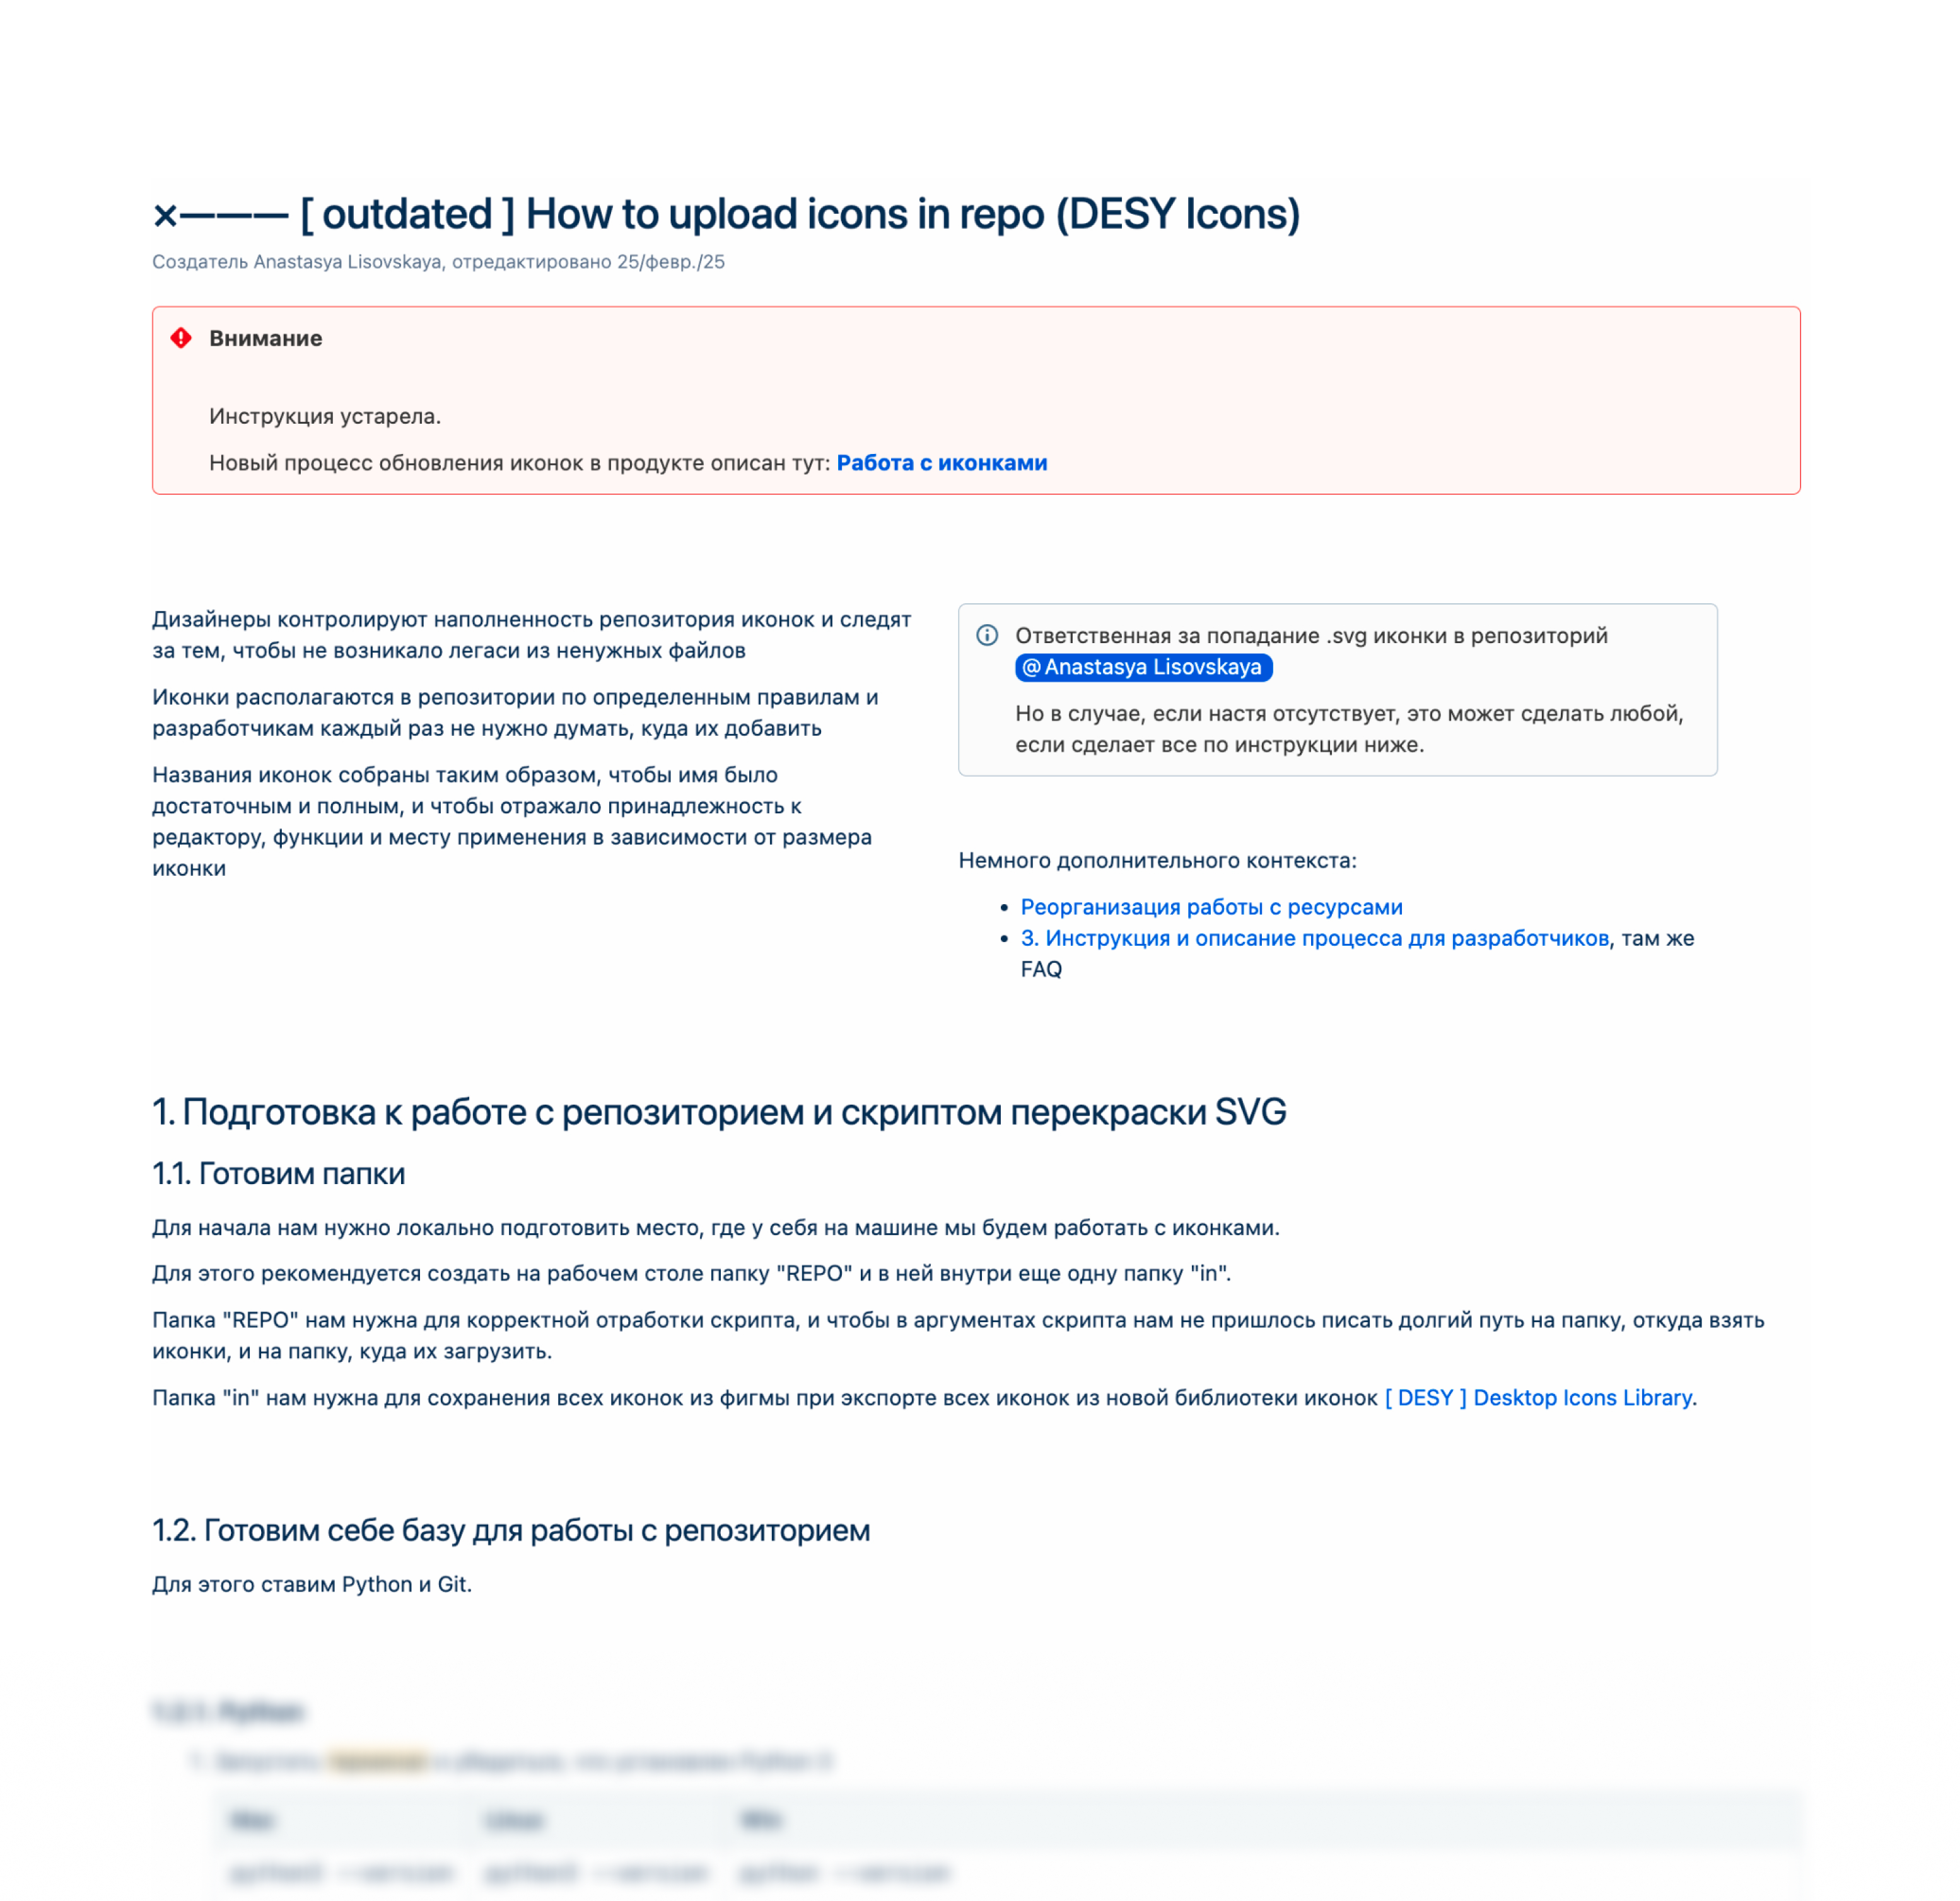 ×——— [ outdated ] How to upload icons in repo (DESY Icons)
Создатель Anastasya Lisovskaya, отредактировано 25/февр./25
Внимание
Инструкция устарела.
Новый процесс обновления иконок в продукте описан тут: Работа с иконками
Дизайнеры контролируют наполненность репозитория иконок и следят
за тем, чтобы не возникало легаси из ненужных файлов
Иконки располагаются в репозитории по определенным правилам и
разработчикам каждый раз не нужно думать, куда их добавить
Названия иконок собраны таким образом, чтобы имя было
достаточным и полным, и чтобы отражало принадлежность к
редактору, функции и месту применения в зависимости от размера
иконки
Ответственная за попадание .svg иконки в репозиторий
@Anastasya Lisovskaya
Но в случае, если настя отсутствует, это может сделать любой,
если сделает все по инструкции ниже.
Немного дополнительного контекста:
• Реорганизация работы с ресурсами
• 3. Инструкция и описание процесса для разработчиков, там же
FAQ
1. Подготовка к работе с репозиторием и скриптом перекраски SVG
1.1. Готовим папки
Для начала нам нужно локально подготовить место, где у себя на машине мы будем работать с иконками.
Для этого рекомендуется создать на рабочем столе папку "REPO" и в ней внутри еще одну папку "in".
Папка "REPO" нам нужна для корректной отработки скрипта, и чтобы в аргументах скрипта нам не пришлось писать долгий путь на папку, откуда взять
иконки, и на папку, куда их загрузить.
Папка "in" нам нужна для сохранения всех иконок из фигмы при экспорте всех иконок из новой библиотеки иконок [ DESY ] Desktop Icons Library.
1.2. Готовим себе базу для работы с репозиторием
Для этого ставим Python и Git.